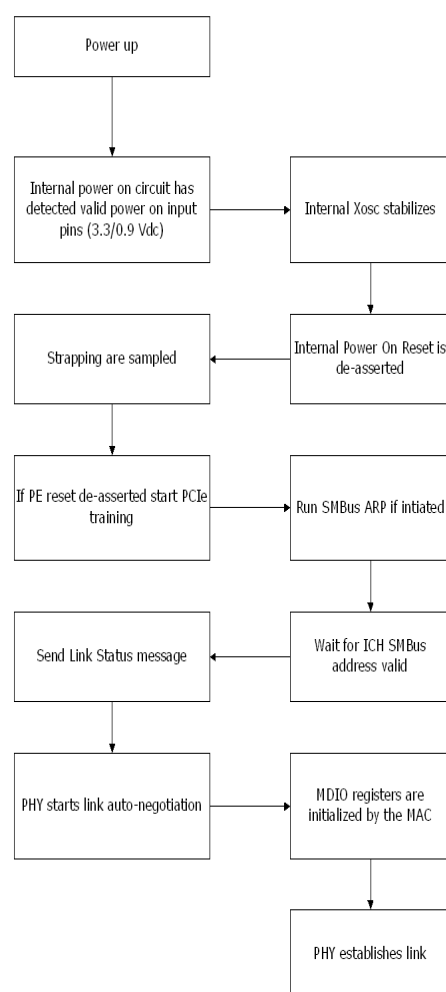 Power up
Internal power on circuit has
detected valid power on input
pins (3.3/0.9 Vdc)
Internal Xosc stabilizes
Internal Power On Reset is
de-asserted
Strapping are sampled
If PE reset de-asserted start PCIe
training
Run SMBus ARP if intiated
Wait for ICH SMBus
address valid
Send Link Status message
PHY starts link auto-negotiation
MDIO registers are
initialized by the MAC
PHY establishes link